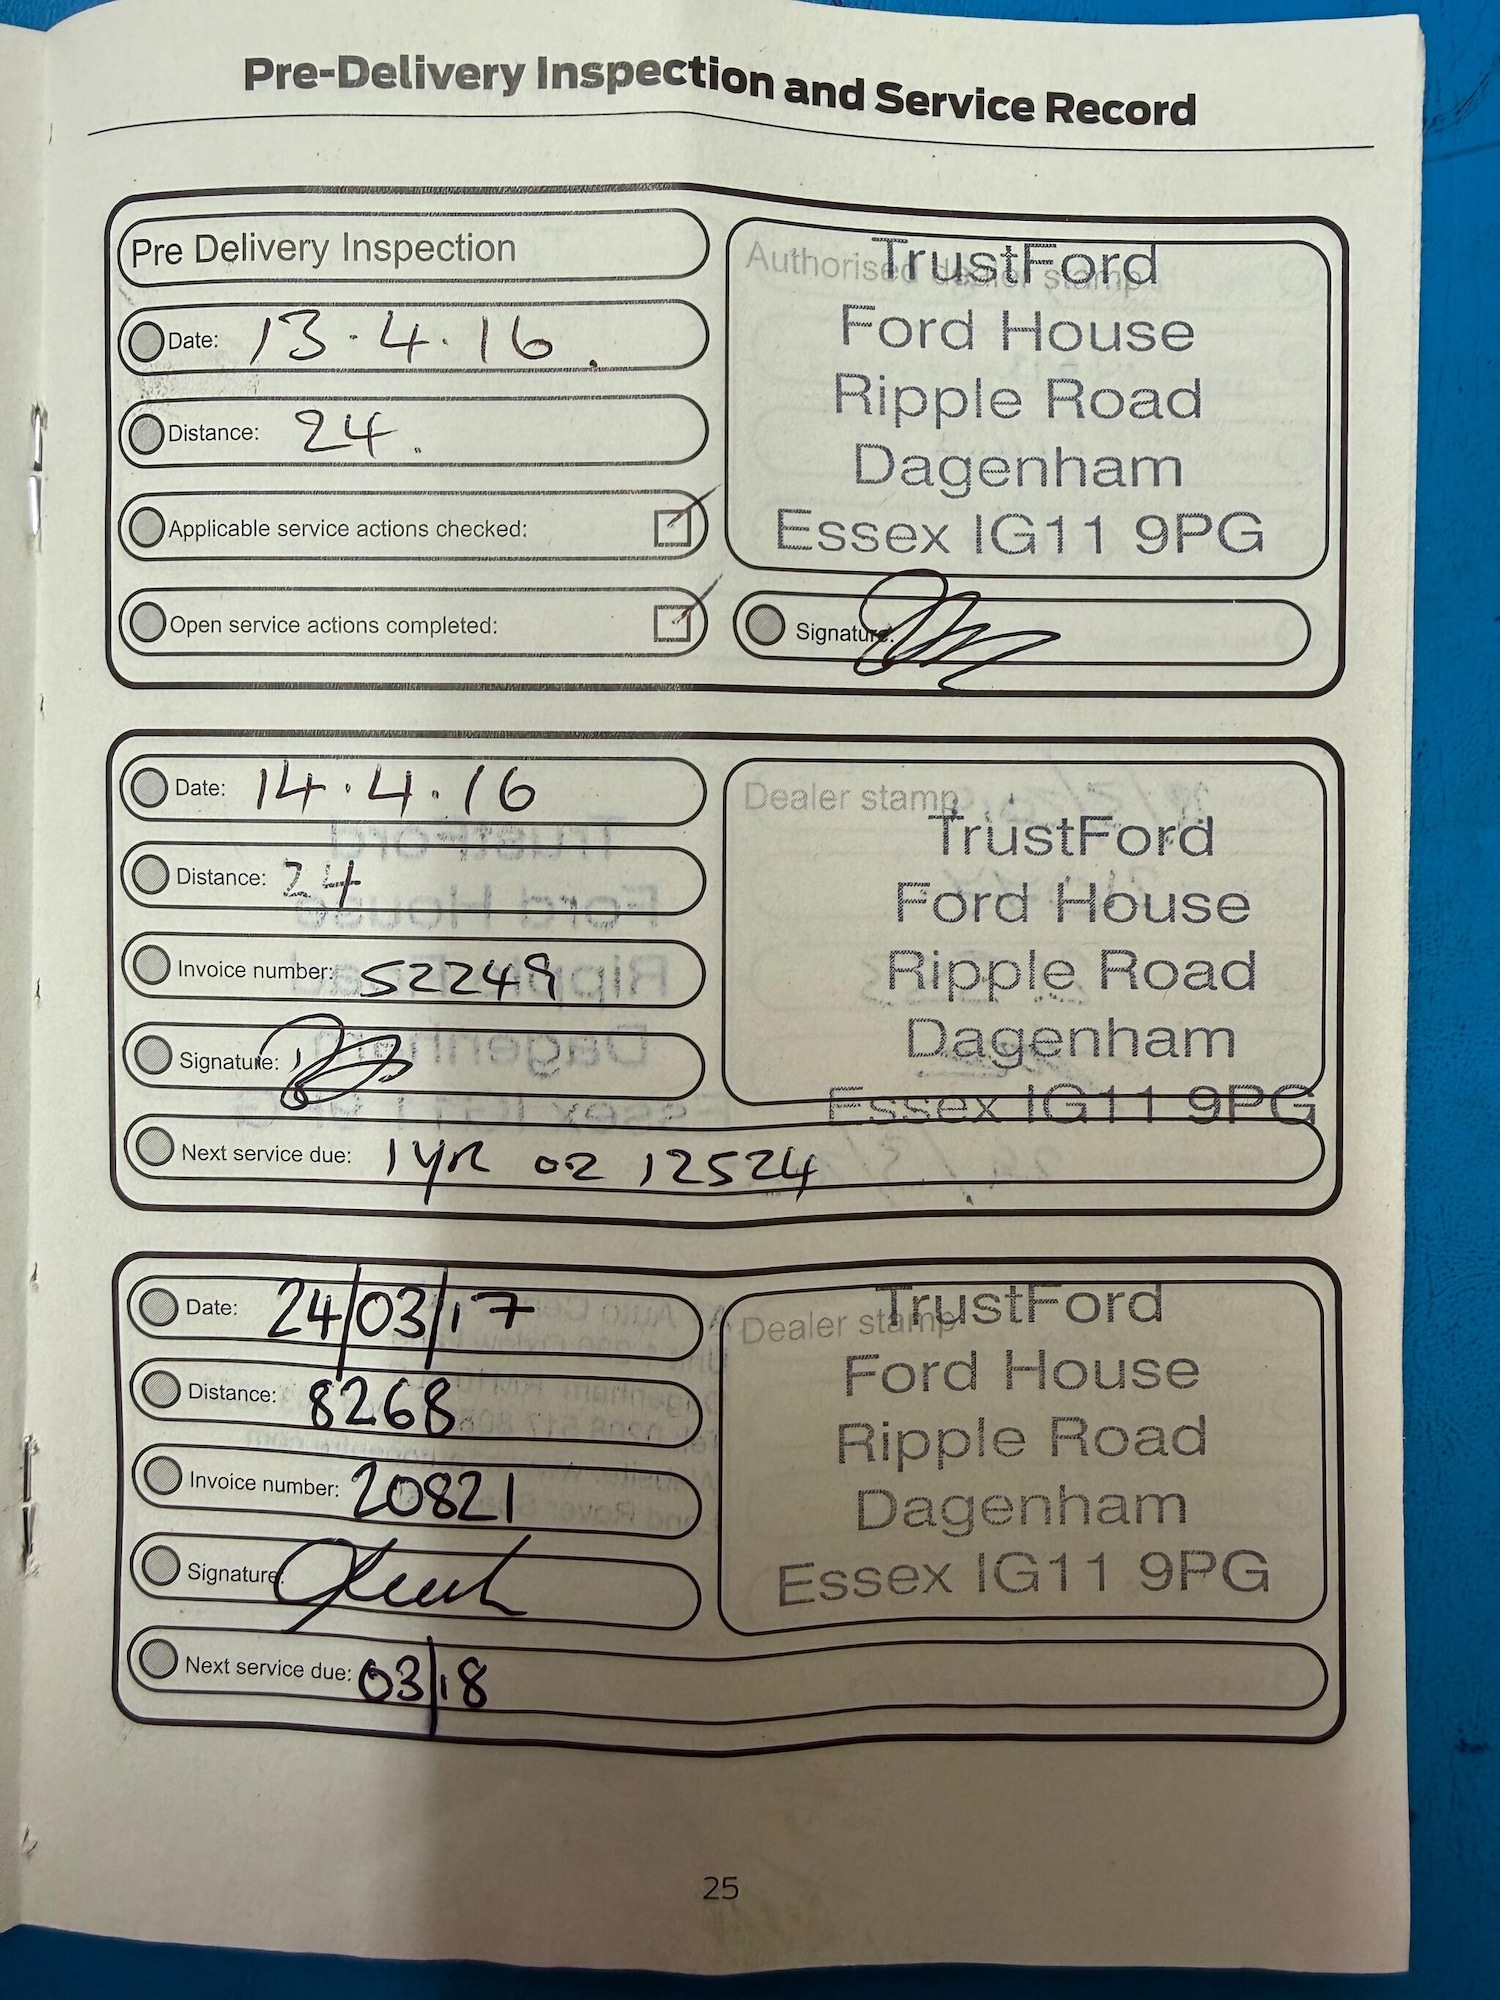 Pre-Delivery Inspection and Service Record
Pre Delivery Inspection
Date: 13.4.16.
Distance: 24.
Applicable service actions checked:
Open service actions completed:
Authorised dealer stamp
TrustFord
Ford House
Ripple Road
Dagenham
Essex IG11 9PG
Signature:
Date: 14.4.16
Distance: 24
Invoice number: 52249
Signature:
Next service due: 1 YR OR 12524
Dealer stamp
TrustFord
Ford House
Ripple Road
Dagenham
Essex IG11 9PG
Date: 24/03/17
Distance: 8268
Invoice number: 20821
Signature:
Next service due: 03/18
Dealer stamp
TrustFord
Ford House
Ripple Road
Dagenham
Essex IG11 9PG
25